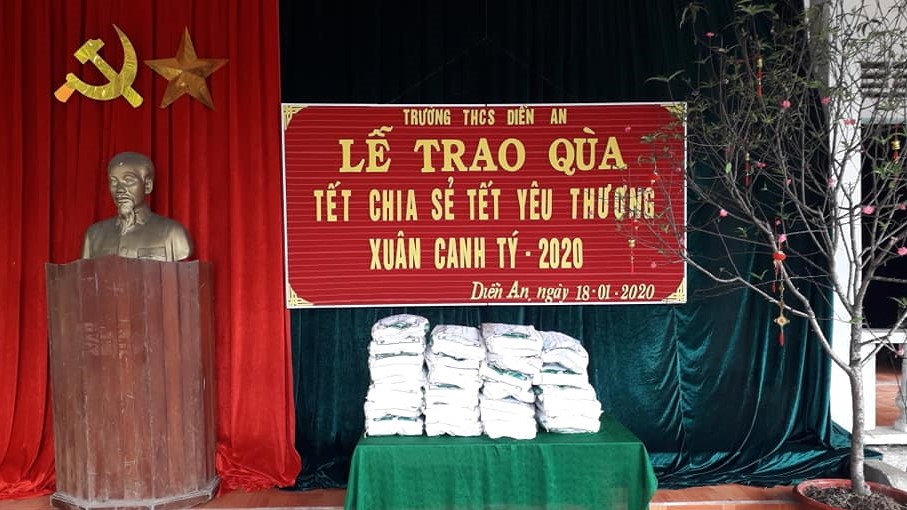 TRƯỜNG THCS DIỄN AN
LỄ TRAO QÙA
TẾT CHIA SẺ TẾT YÊU THƯƠNG
XUÂN CANH TÝ - 2020
Diễn An, ngày 18-01-2020